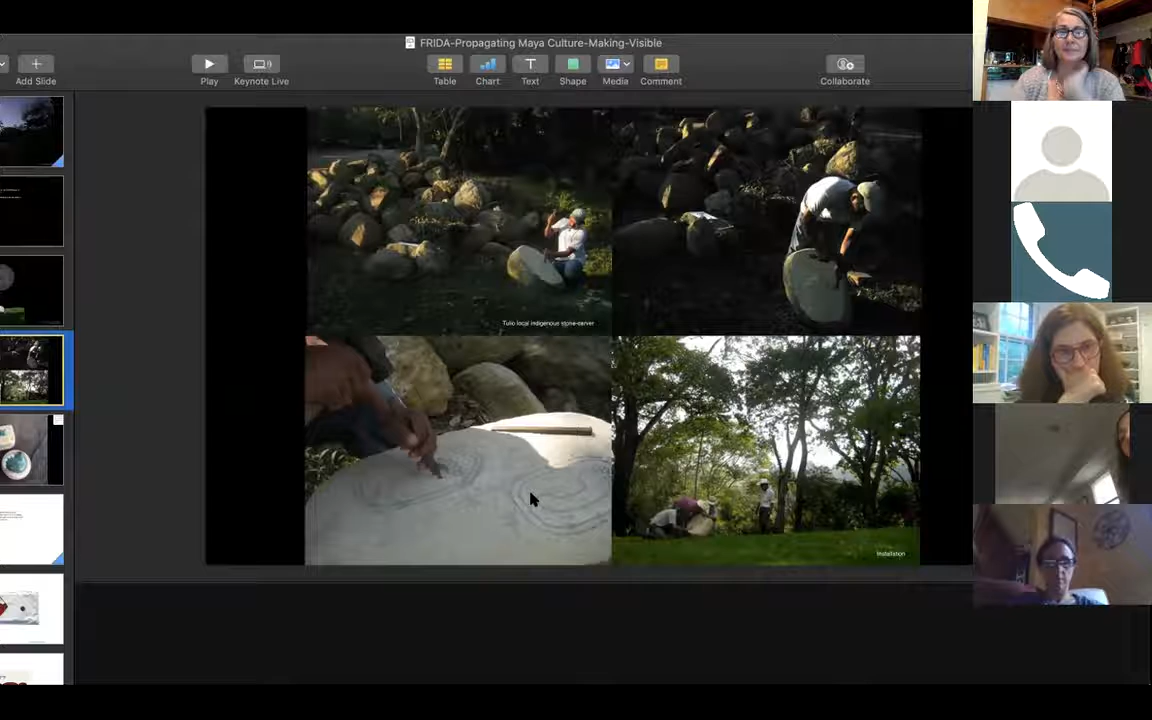 FRIDA-Propagating Maya Culture-Making-Visible
Add Slide
Play
Keynote Live
Table
Chart
Text
Shape
Media
Comment
Collaborate
Tulio local indigenous stone-carver
Installation